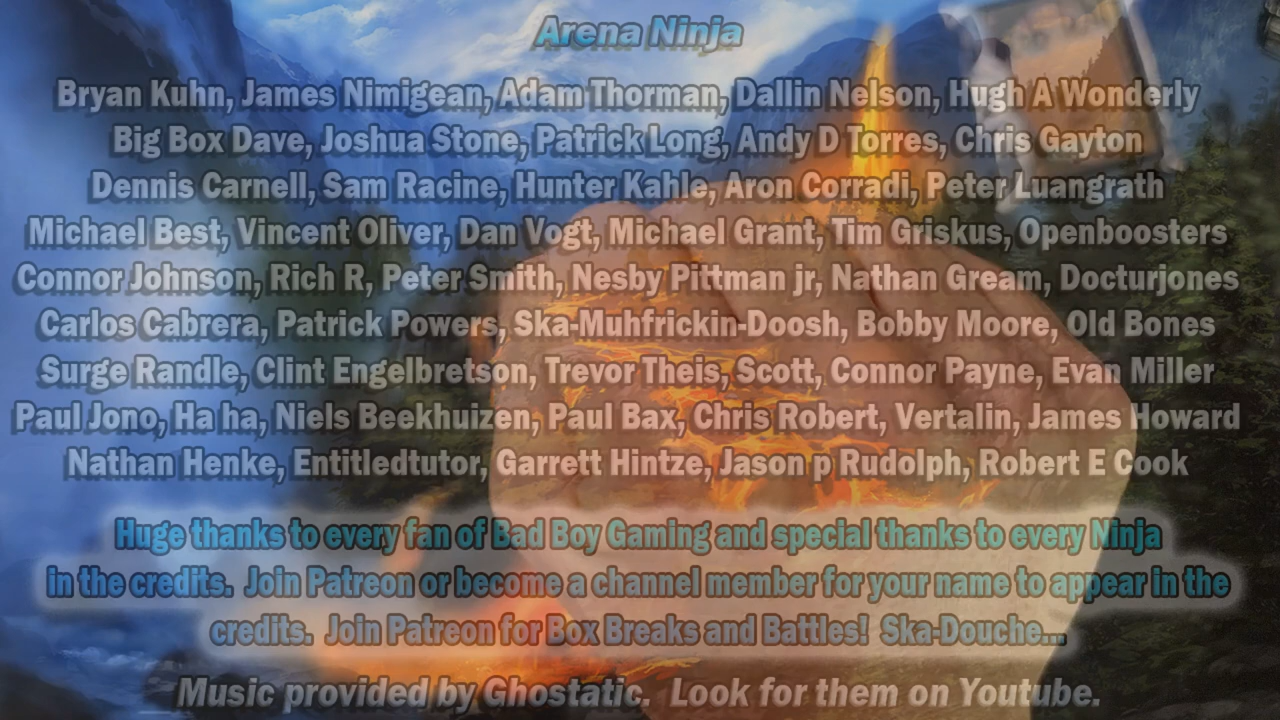 Arena Ninja
Bryan Kuhn, James Nimigean, Adam Thorman, Dallin Nelson, Hugh A Wonderly
Big Box Dave, Joshua Stone, Patrick Long, Andy D Torres, Chris Gayton
Dennis Carnell, Sam Racine, Hunter Kahle, Aron Corradi, Peter Luangrath
Michael Best, Vincent Oliver, Dan Vogt, Michael Grant, Tim Griskus, Openboosters
Connor Johnson, Rich R, Peter Smith, Nesby Pittman jr, Nathan Gream, Docturjones
Carlos Cabrera, Patrick Powers, Ska-Muhfrickin-Doosh, Bobby Moore, Old Bones
Surge Randle, Clint Engelbretson, Trevor Theis, Scott, Connor Payne, Evan Miller
Paul Jono, Ha ha, Niels Beekhuizen, Paul Bax, Chris Robert, Vertalin, James Howard
Nathan Henke, Entitledtutor, Garrett Hintze, Jason p Rudolph, Robert E Cook
Huge thanks to every fan of Bad Boy Gaming and special thanks to every Ninja
in the credits.  Join Patreon or become a channel member for your name to appear in the
credits.  Join Patreon for Box Breaks and Battles!  Ska-Douche...
Music provided by Ghostatic.  Look for them on Youtube.